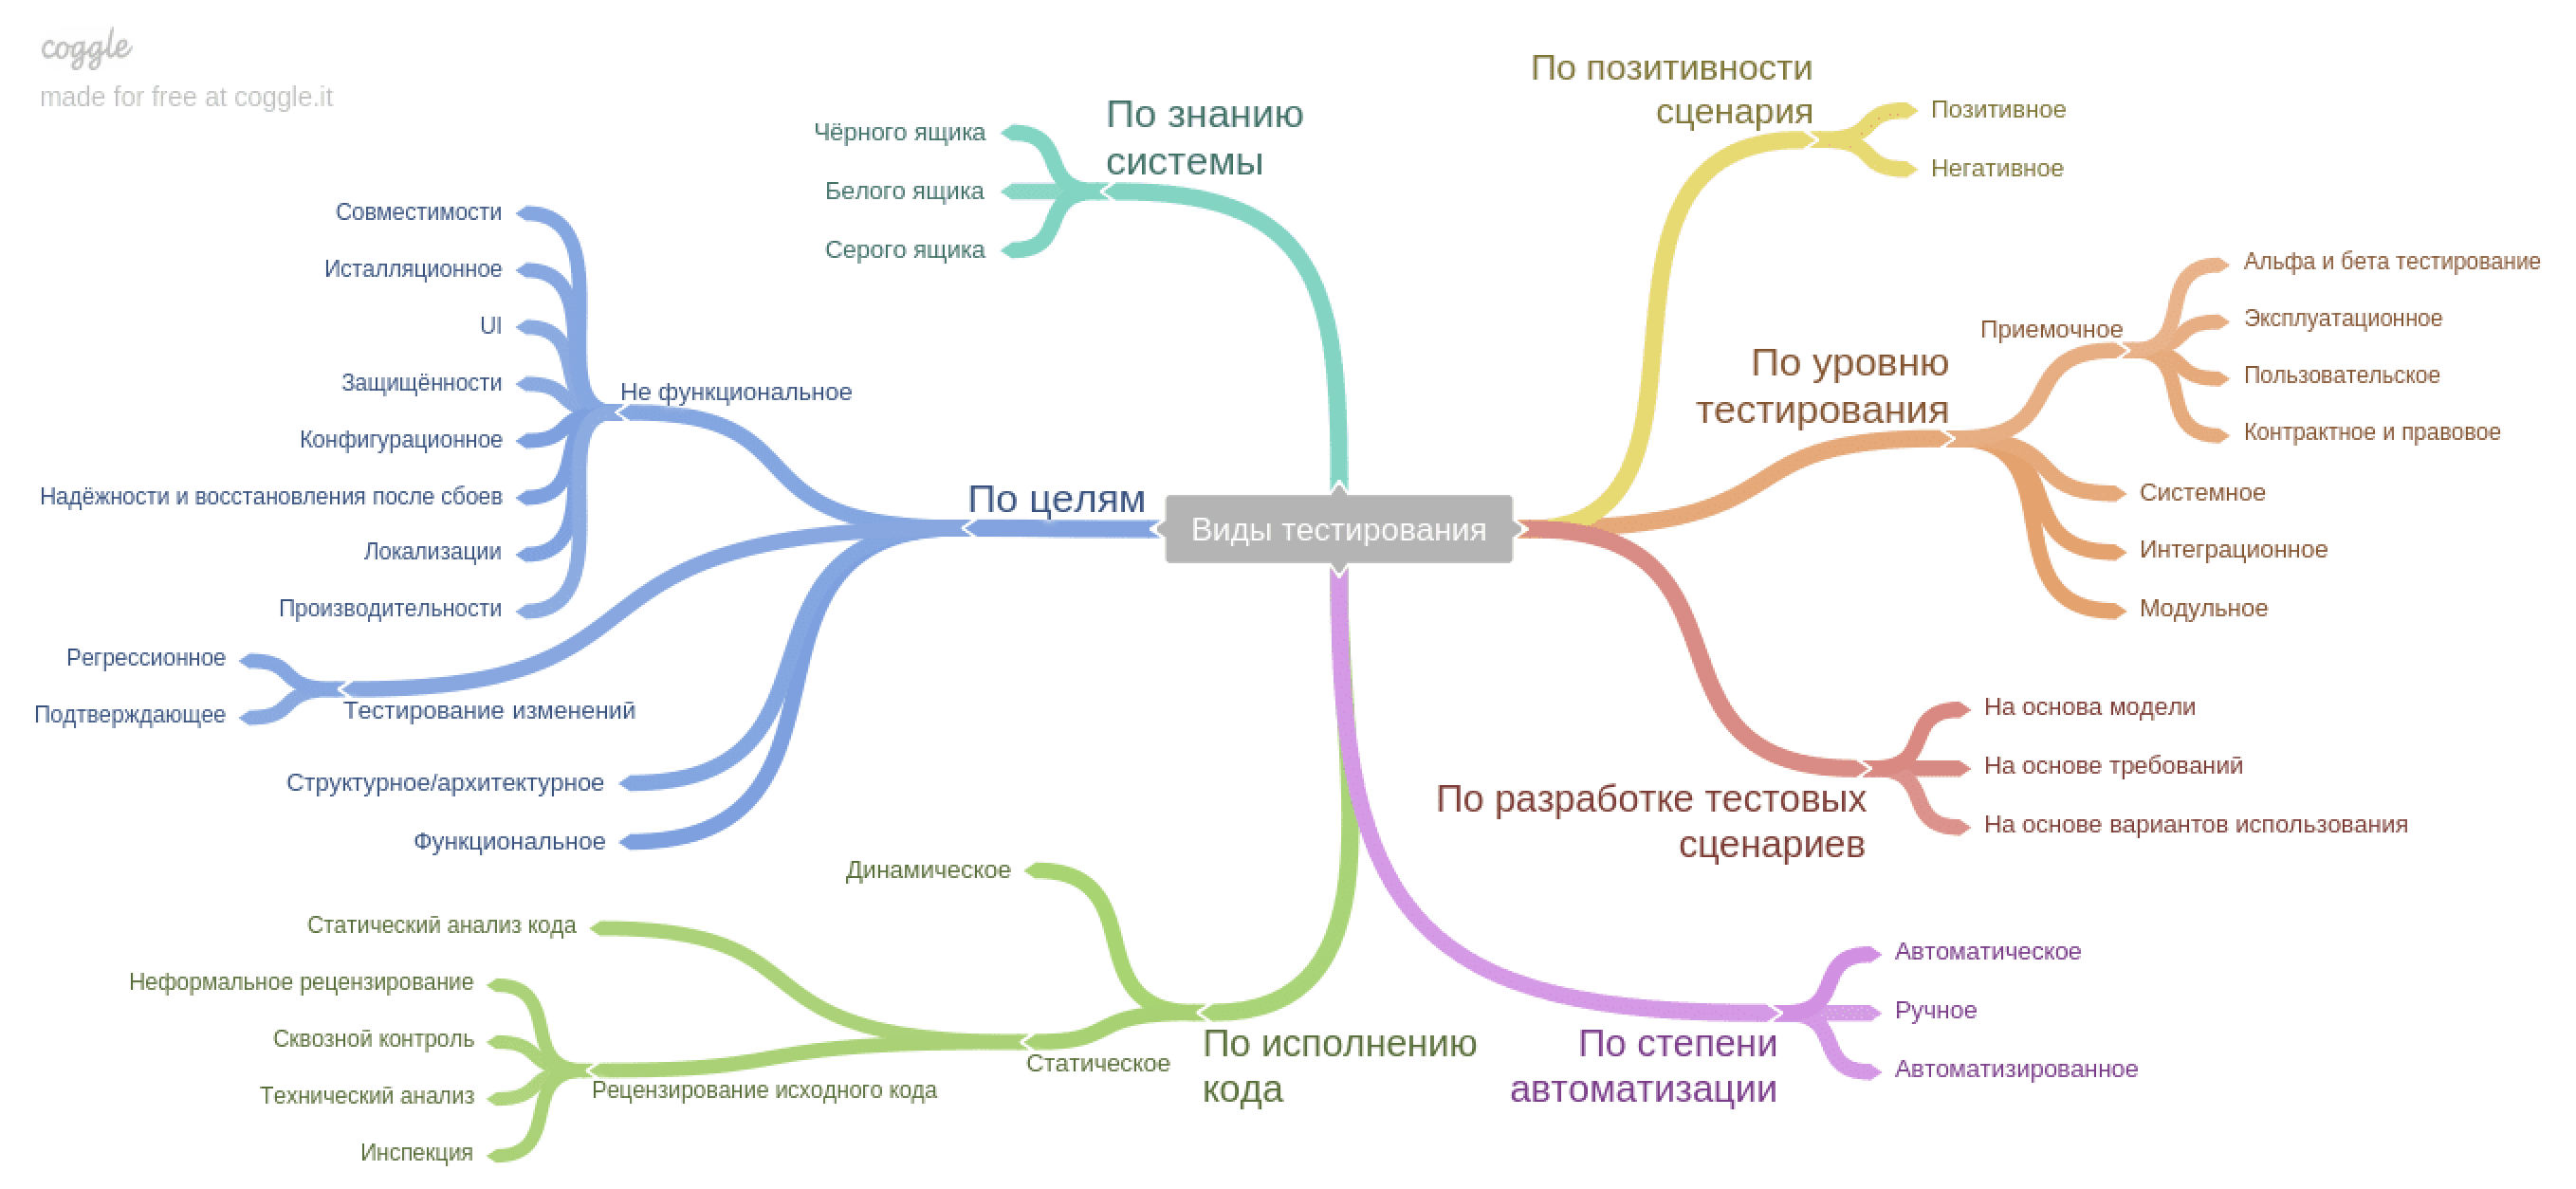 coggle
made for free at coggle.it
По знанию
системы
Чёрного ящика
Белого ящика
Серого ящика
По позитивности
сценария
Позитивное
Негативное
По уровню
тестирования
Приемочное
Альфа и бета тестирование
Эксплуатационное
Пользовательское
Контрактное и правовое
Системное
Интеграционное
Модульное
Виды тестирования
По целям
Не функциональное
Совместимости
Исталляционное
UI
Защищённости
Конфигурационное
Надёжности и восстановления после сбоев
Локализации
Производительности
Регрессионное
Подтверждающее
Тестирование изменений
Структурное/архитектурное
Функциональное
По разработке тестовых
сценариев
На основа модели
На основе требований
На основе вариантов использования
По исполнению
кода
Динамическое
Статическое
Статический анализ кода
Рецензирование исходного кода
Неформальное рецензирование
Сквозной контроль
Технический анализ
Инспекция
По степени
автоматизации
Автоматическое
Ручное
Автоматизированное